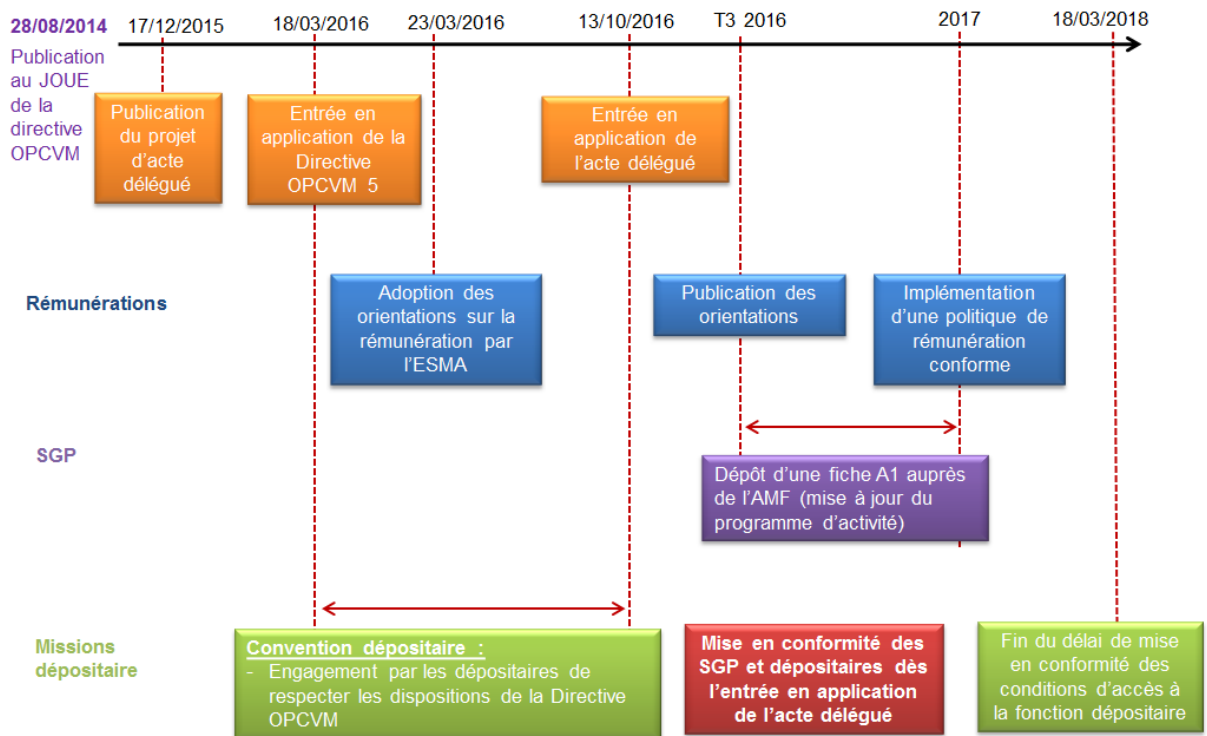 28/08/2014
17/12/2015
18/03/2016
23/03/2016
13/10/2016
T3 2016
2017
18/03/2018
Publication
au JOUE
de la
directive
OPCVM
Publication
du projet
d'acte
délégué
Entrée en
application de la
Directive
OPCVM 5
Entrée en
application de
l'acte délégué
Rémunérations
Adoption des
orientations sur la
rémunération par
l'ESMA
Publication des
orientations
Implémentation
d'une politique de
rémunération
conforme
SGP
Dépôt d'une fiche A1 auprès
de l'AMF (mise à jour du
programme d'activité)
Missions
dépositaire
Convention dépositaire :
- Engagement par les dépositaires de
respecter les dispositions de la Directive
OPCVM
Mise en conformité des
SGP et dépositaires dès
l'entrée en application
de l'acte délégué
Fin du délai de mise
en conformité des
conditions d'accès à
la fonction dépositaire